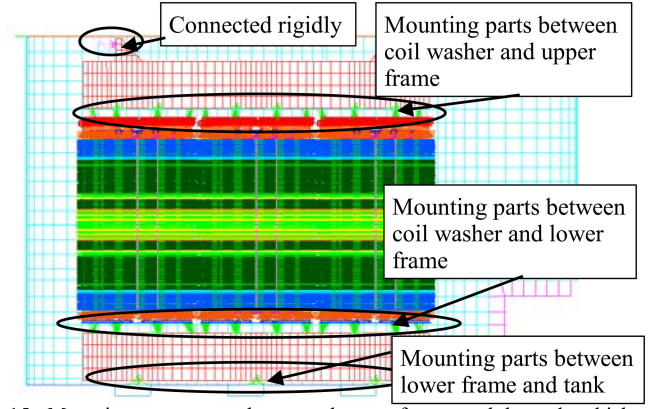 Connected rigidly
Mounting parts between
coil washer and upper
frame
Mounting parts between
coil washer and lower
frame
Mounting parts between
lower frame and tank